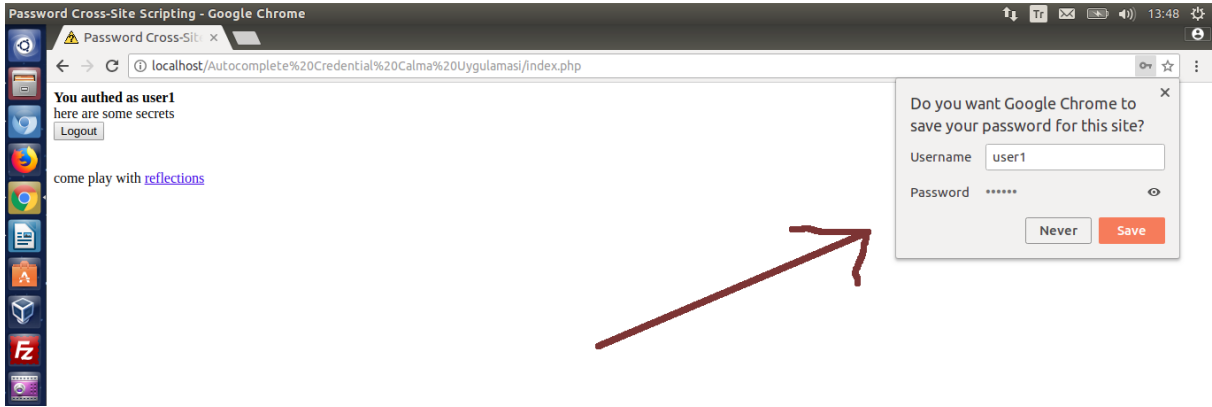 Password Cross-Site Scripting - Google Chrome
Tr
13:48
Password Cross-Sit
localhost/Autocomplete%20Credential%20Calma%20Uygulamasi/index.php
You authed as user1
here are some secrets
Logout
come play with reflections
Do you want Google Chrome to
save your password for this site?
Username user1
Password ••••••
Never Save